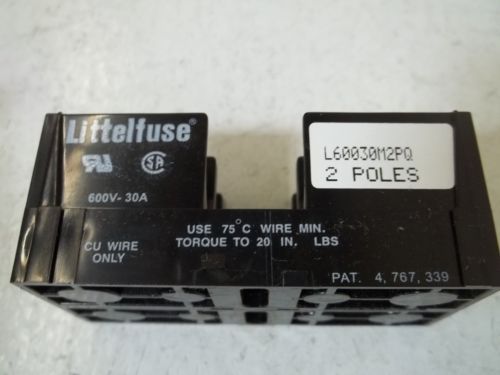 Littelfuse®
600V-30A
L60030M2PQ
2 POLES
CU WIRE
ONLY
USE 75°C WIRE MIN.
TORQUE TO 20 IN. LBS
PAT. 4,767,339